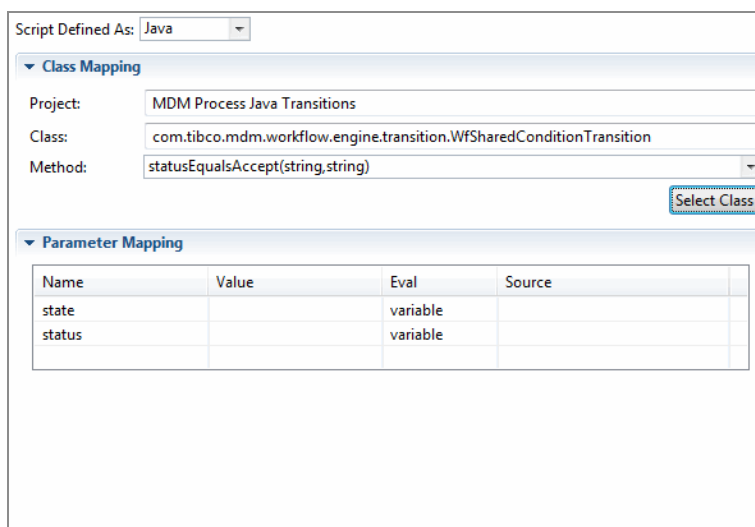 Script Defined As: Java
Class Mapping
Project: MDM Process Java Transitions
Class: com.tibco.mdm.workflow.engine.transition.WfSharedConditionTransition
Method: statusEqualsAccept(string,string)
Select Class
Parameter Mapping
Name Value Eval Source
state variable
status variable